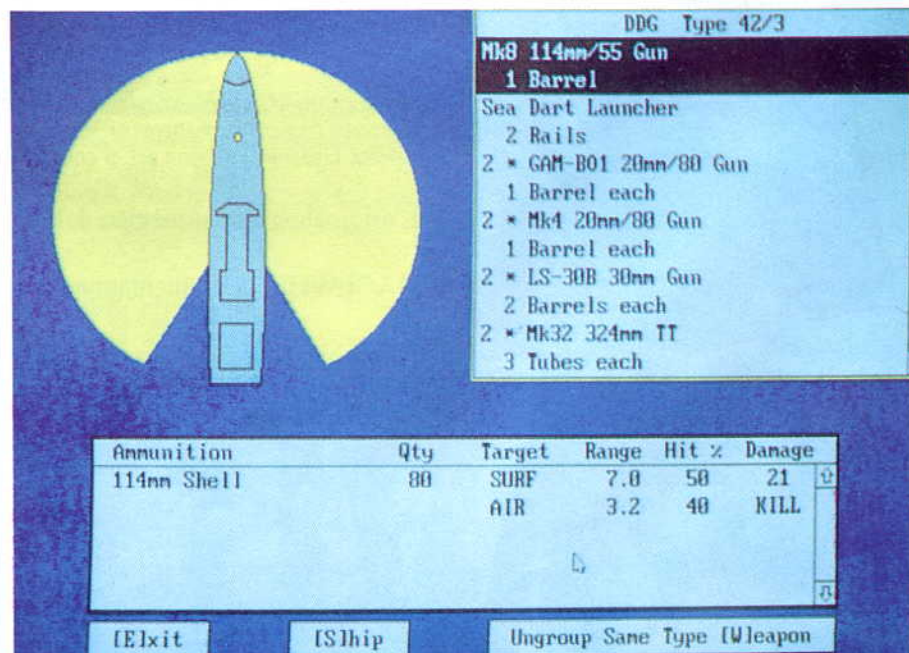 DDG Type 42/3
Mk8 114mm/55 Gun
1 Barrel
Sea Dart Launcher
2 Rails
2 * GAM-B01 20mm/80 Gun
1 Barrel each
2 * Mk4 20mm/80 Gun
1 Barrel each
2 * LS-30B 30mm Gun
2 Barrels each
2 * Mk32 324mm TT
3 Tubes each
Ammunition Qty Target Range Hit % Damage
114mm Shell 80 SURF 7.0 50 21
AIR 3.2 40 KILL
[E]xit [S]hip Ungroup Same Type [W]eapon